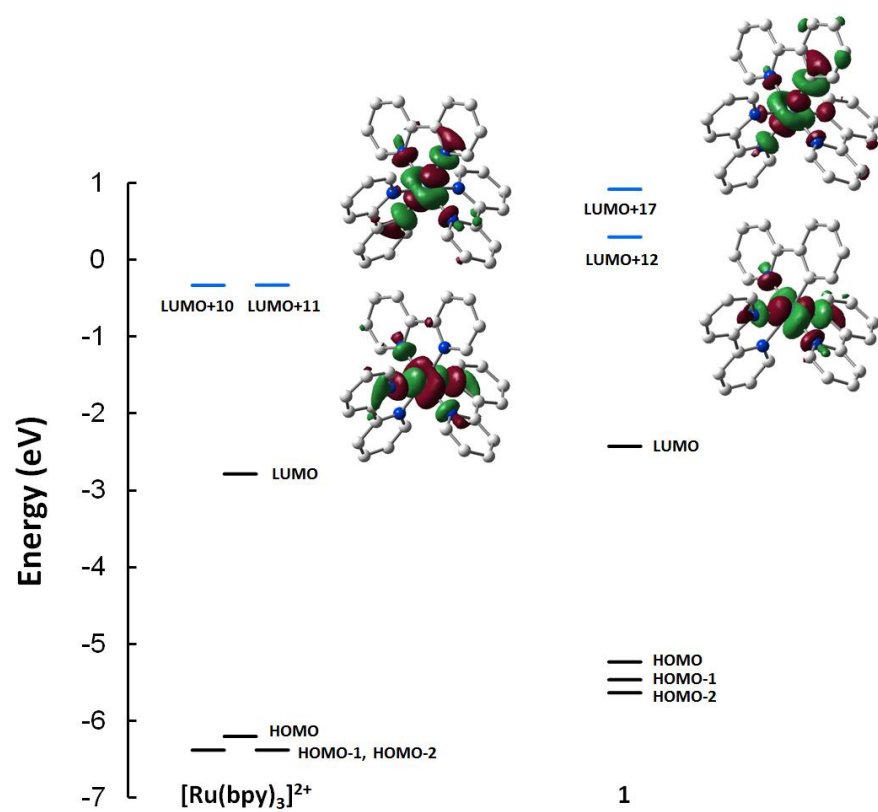 Energy (eV)
1
0
-1
-2
-3
-4
-5
-6
-7
LUMO+10
LUMO+11
LUMO
HOMO
HOMO-1, HOMO-2
[Ru(bpy)₃]²⁺
LUMO+17
LUMO+12
LUMO
HOMO
HOMO-1
HOMO-2
1